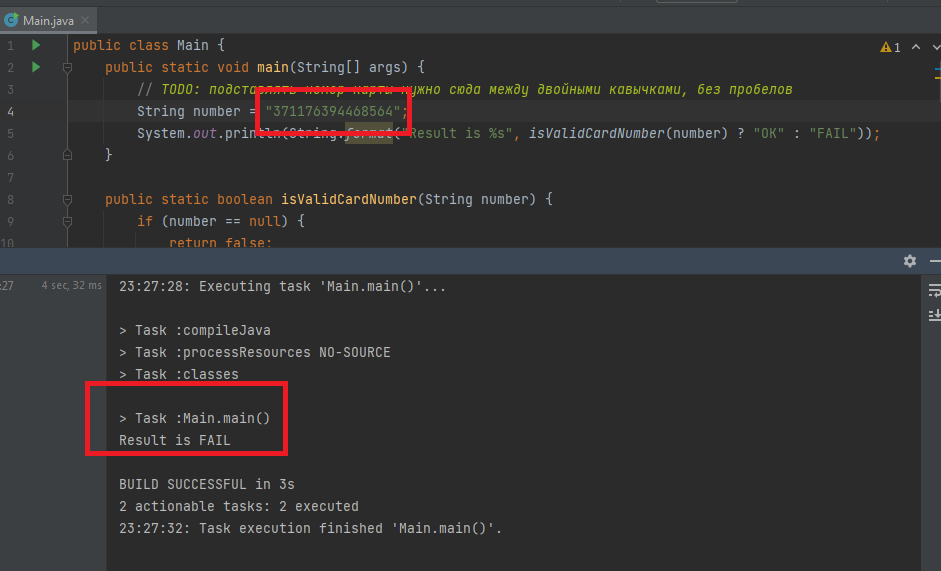 Main.java
1 public class Main {
1
2 public static void main(String[] args) {
3 // TODO: подставлять номер карты нужно сюда между двойными кавычками, без пробелов
4 String number = "371176394468564";
5 System.out.println(String.format("Result is %s", isValidCardNumber(number) ? "OK" : "FAIL"));
6 }
7
8 public static boolean isValidCardNumber(String number) {
9 if (number == null) {
10 return false;
:27 4 sec, 32 ms 23:27:28: Executing task 'Main.main()'...
> Task :compileJava
> Task :processResources NO-SOURCE
> Task :classes
> Task :Main.main()
Result is FAIL
BUILD SUCCESSFUL in 3s
2 actionable tasks: 2 executed
23:27:32: Task execution finished 'Main.main()'.